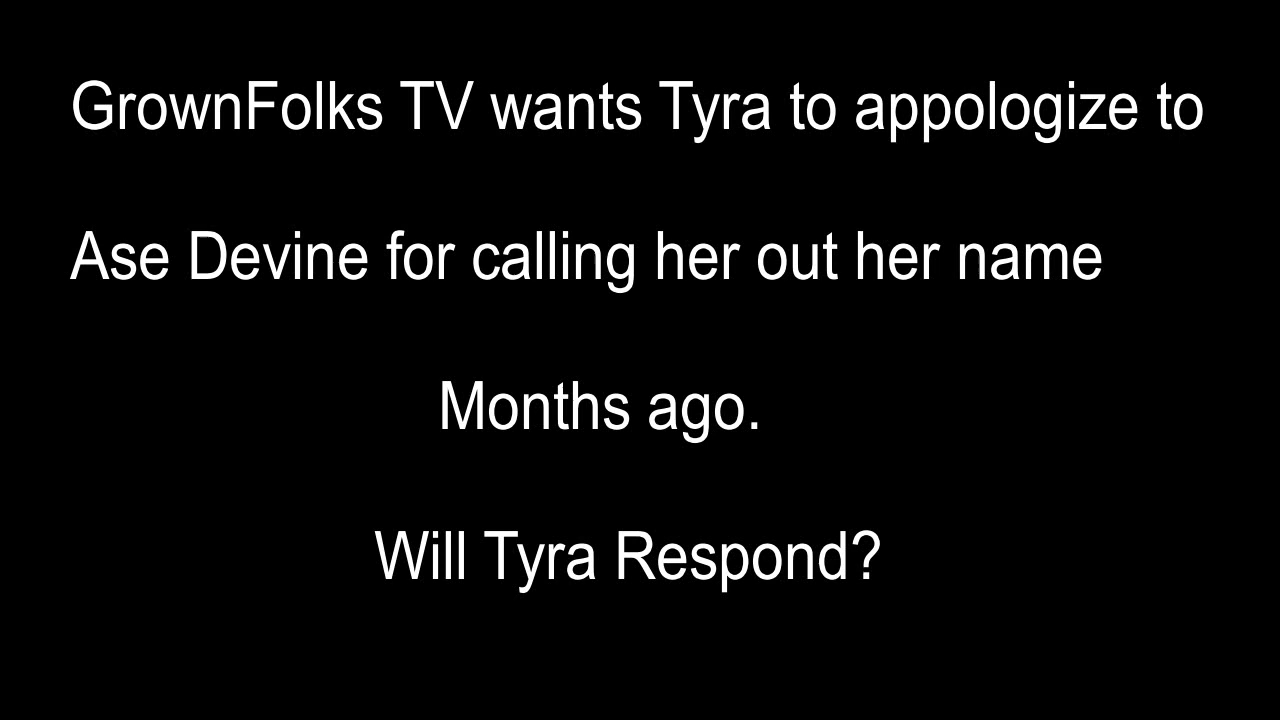 GrownFolks TV wants Tyra to appologize to
Ase Devine for calling her out her name
Months ago.
Will Tyra Respond?